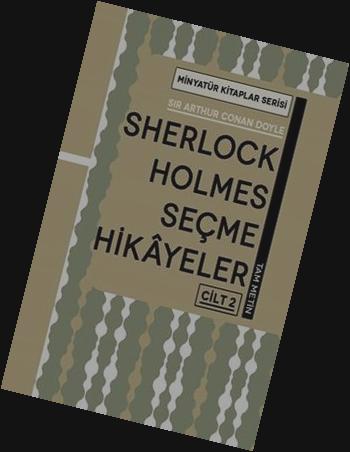 MİNYATÜR KİTAPLAR SERİSİ
SIR ARTHUR CONAN DOYLE
SHERLOCK
HOLMES
SEÇME
HİKÂYELER
CİLT 2
TAM METİN